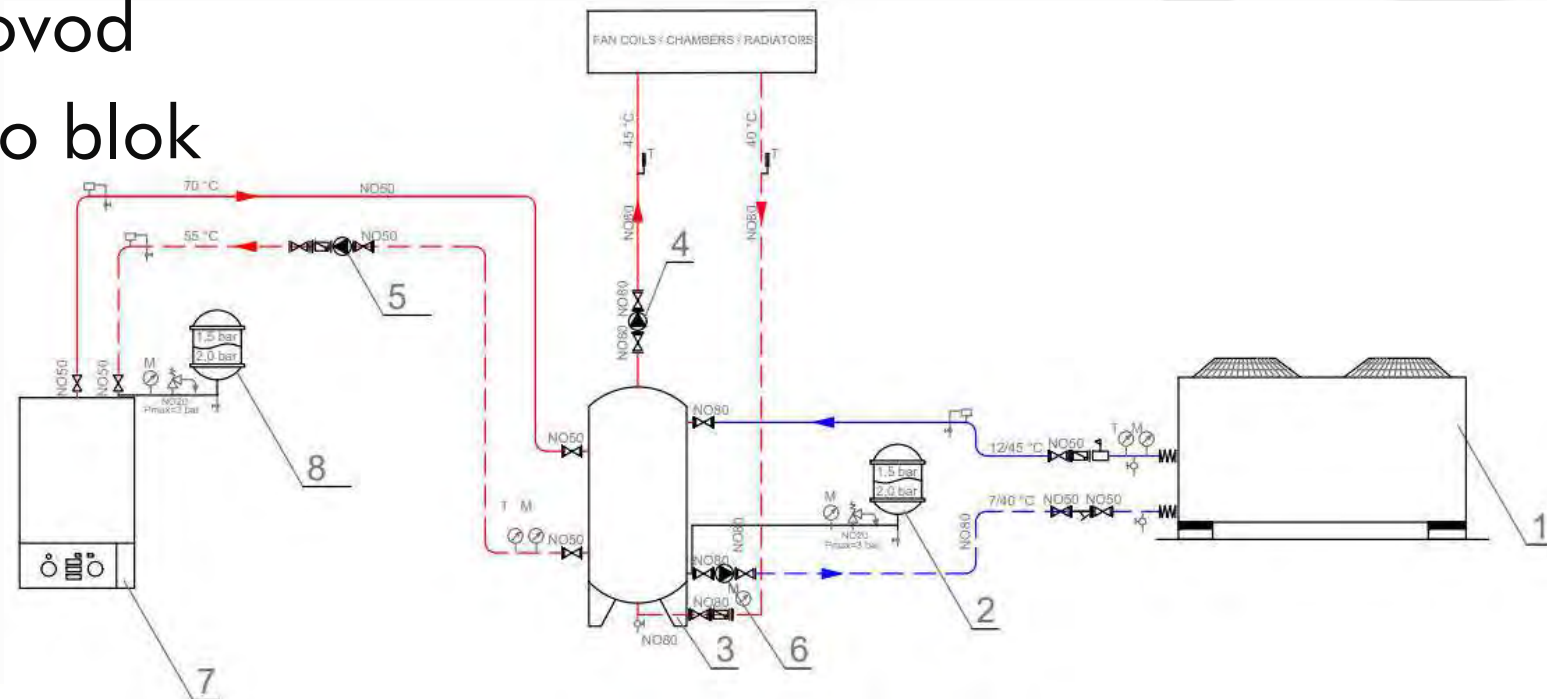 ovod
o blok
FAN COILS / CHAMBERS / RADIATORS
45 °C
40 °C
T
T
NO80
NO80
70 °C
NO50
55 °C
NO50
5
4
NO80
NO80
1,5 bar
2,0 bar
8
M
NO20
Pmax=3 bar
NO50
NO50
7
NO50
T M
NO50
NO80
12/45 °C
NO50
T M
7/40 °C
NO50
NO50
NO80
1
1,5 bar
2,0 bar
2
M
NO20
Pmax=3 bar
NO80
NO80
M
NO80
NO80
3
6